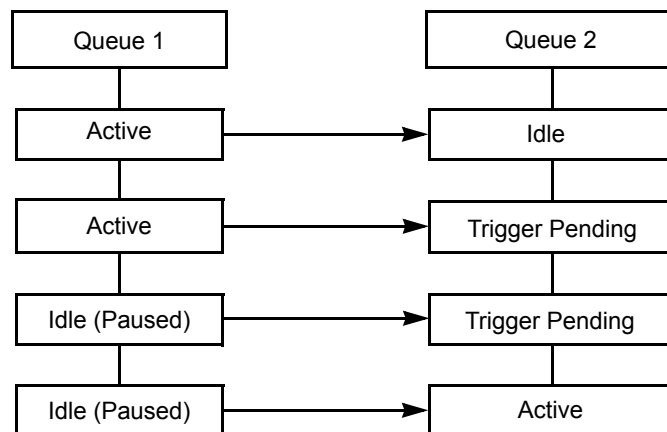 Queue 1
Queue 2
Active
Idle
Active
Trigger Pending
Idle (Paused)
Trigger Pending
Idle (Paused)
Active